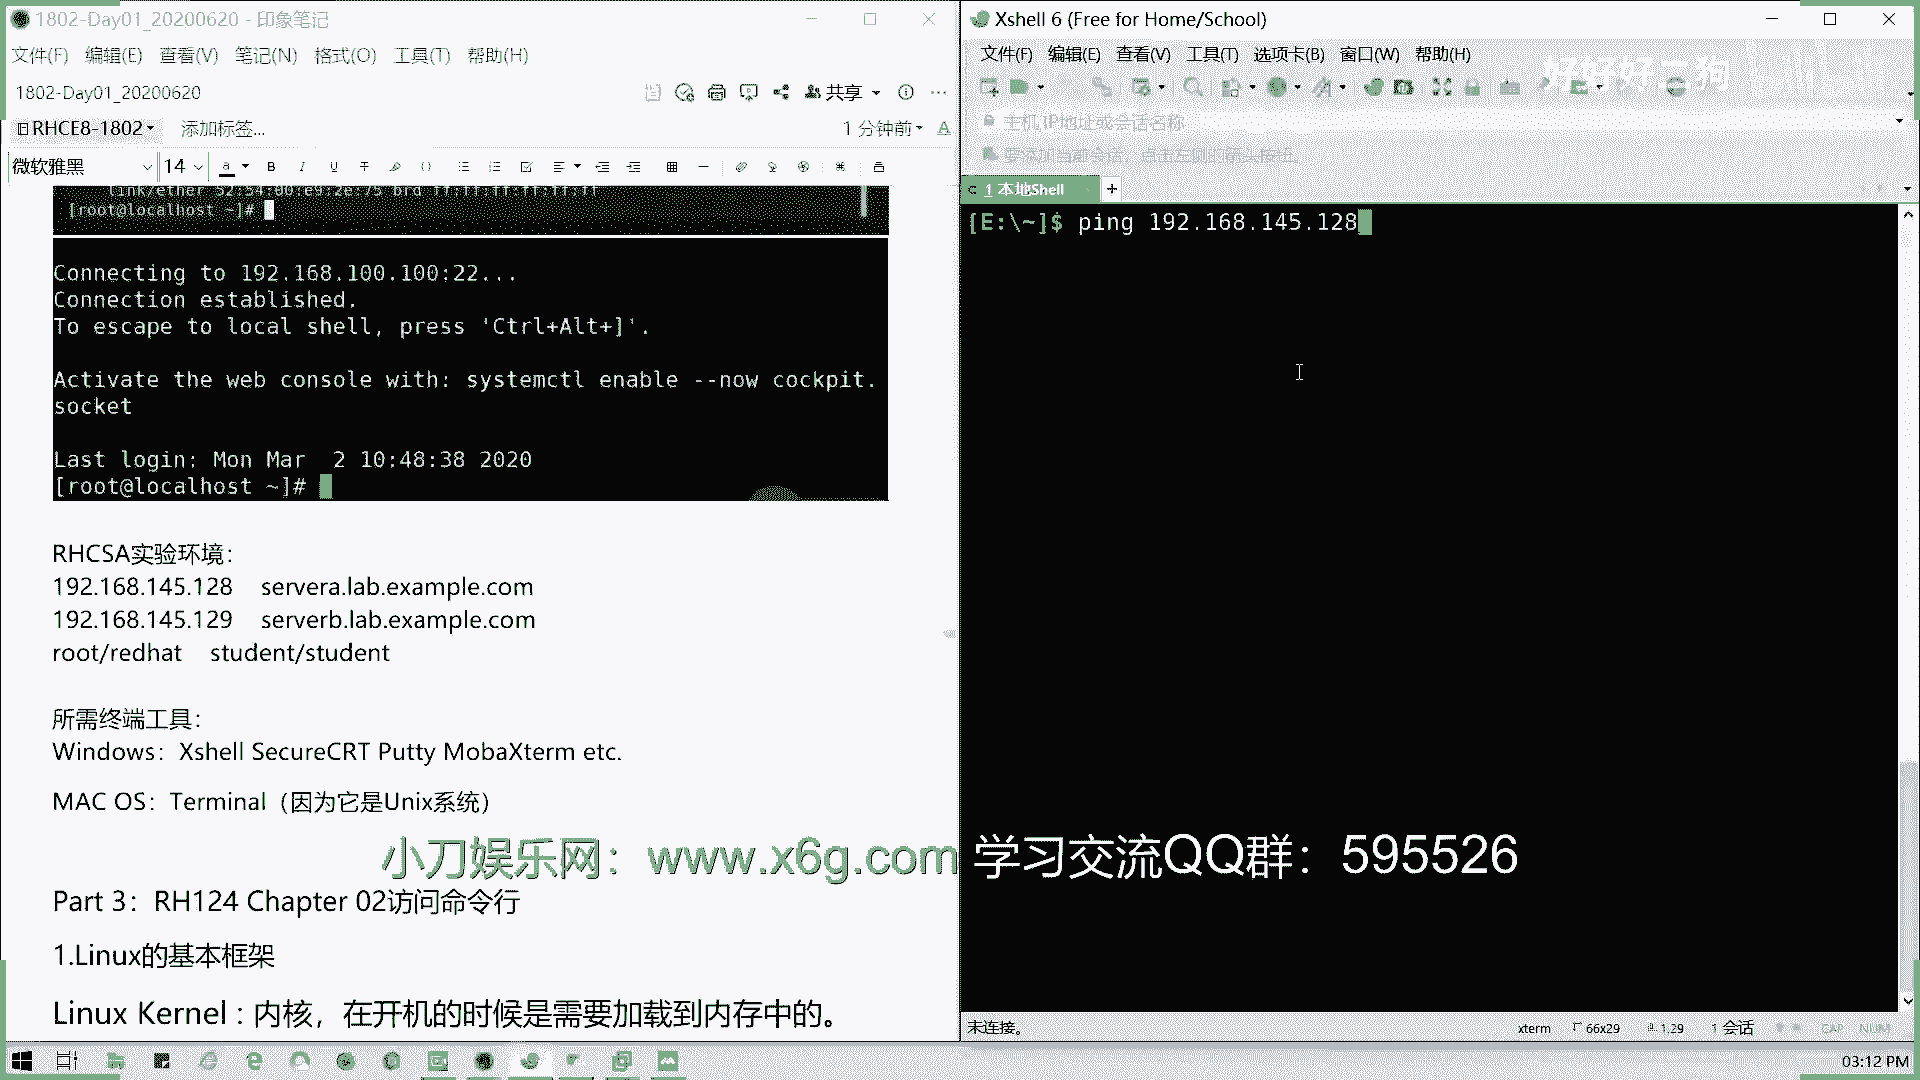 1802-Day01_20200620 - 印象笔记
文件(F) 编辑(E) 查看(V) 笔记(N) 格式(O) 工具(T) 帮助(H)
1802-Day01_20200620
共享
RHCE8-1802
添加标签...
1 分钟前
微软雅黑 14
link/ether 52:54:00:e9:2e:75 brd ff:ff:ff:ff:ff:ff
[root@localhost ~]#
Connecting to 192.168.100.100:22...
Connection established.
To escape to local shell, press 'Ctrl+Alt+]'.
Activate the web console with: systemctl enable --now cockpit.
socket
Last login: Mon Mar  2 10:48:38 2020
[root@localhost ~]#
RHCSA实验环境：
192.168.145.128 servera.lab.example.com
192.168.145.129 serverb.lab.example.com
root/redhat student/student
所需终端工具：
Windows：Xshell SecureCRT Putty MobaXterm etc.
MAC OS：Terminal（因为它是Unix系统）
小刀娱乐网：www.x6g.com 学习交流QQ群：595526
Part 3：RH124 Chapter 02访问命令行
1.Linux的基本框架
Linux Kernel : 内核，在开机的时候是需要加载到内存中的。
Xshell 6 (Free for Home/School)
文件(F) 编辑(E) 查看(V) 工具(T) 选项卡(B) 窗口(W) 帮助(H)
好好好二狗
主机,IP地址或会话名称
要添加当前会话，点击左侧的箭头按钮。
1 本地Shell
[E:\~]$ ping 192.168.145.128
未连接。
xterm 66x29 1,29 1 会话 CAP NUM
03:12 PM